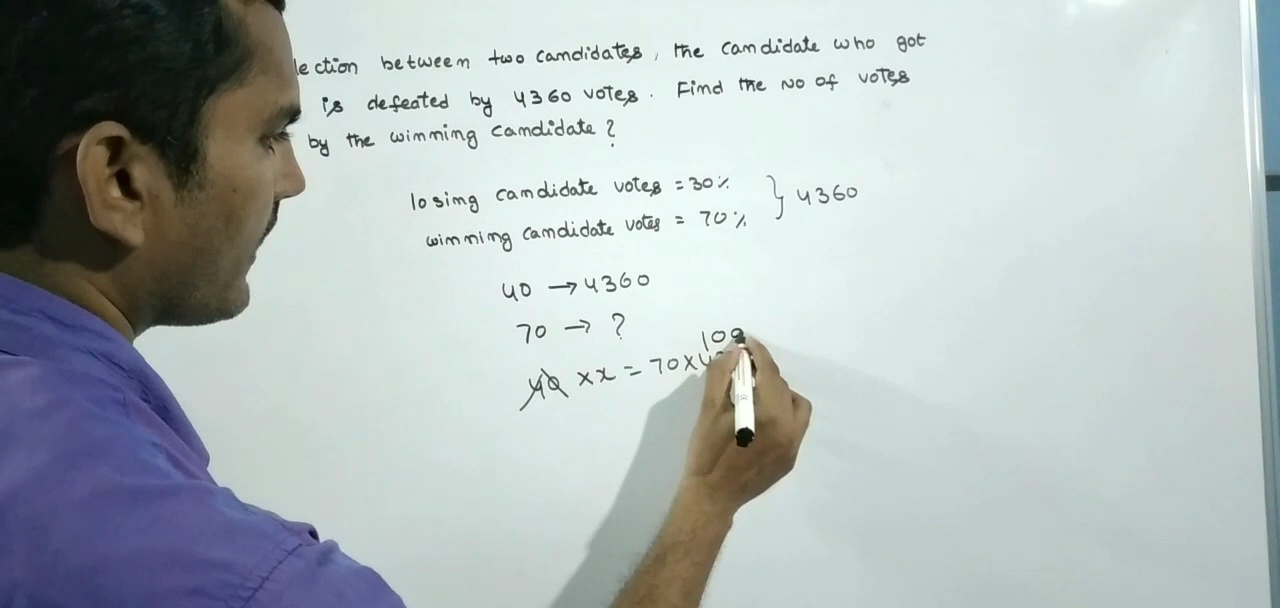 lection between two candidates, the candidate who got
is defeated by 4360 votes. Find the No of votes
by the winning candidate?
losing candidate votes = 30%
winning candidate votes = 70% } 4360
40 → 4360
70 → ?
109
40 × x = 70 × 4